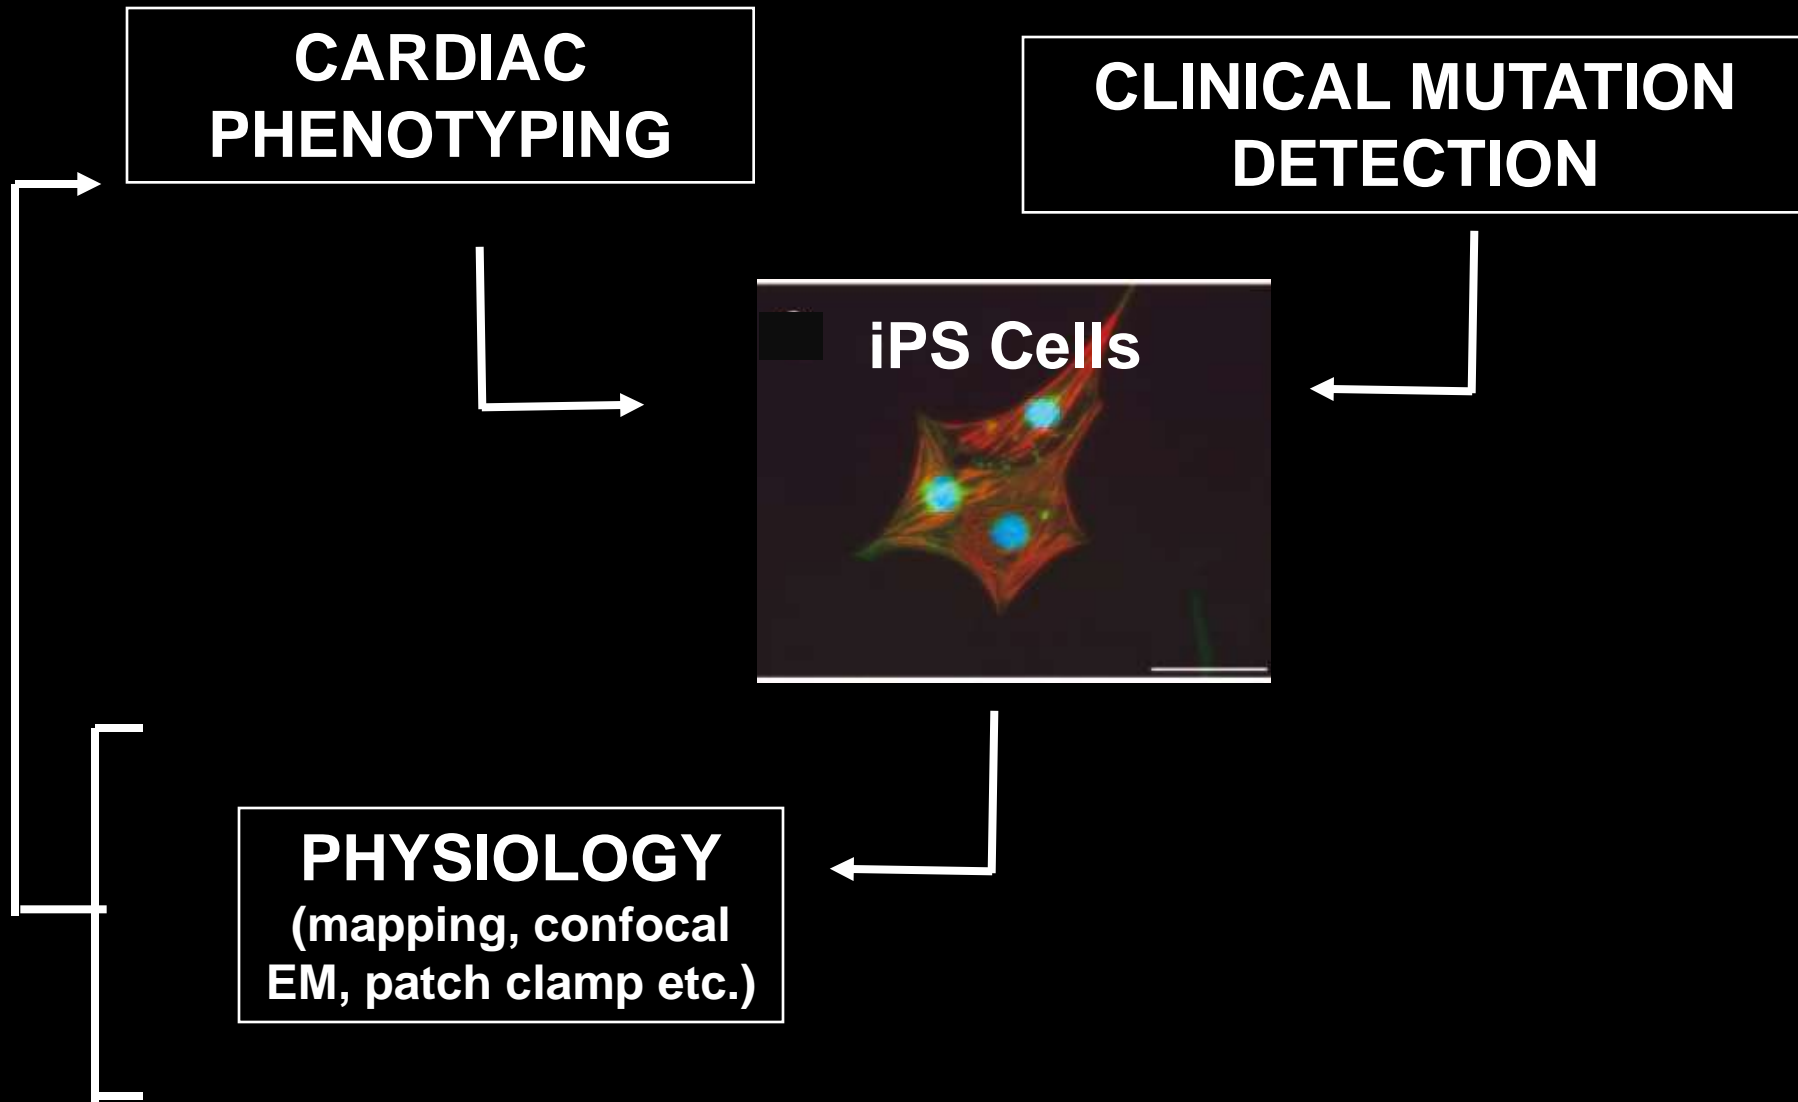 CARDIAC
PHENOTYPING
CLINICAL MUTATION
DETECTION
iPS Cells
PHYSIOLOGY
(mapping, confocal
EM, patch clamp etc.)